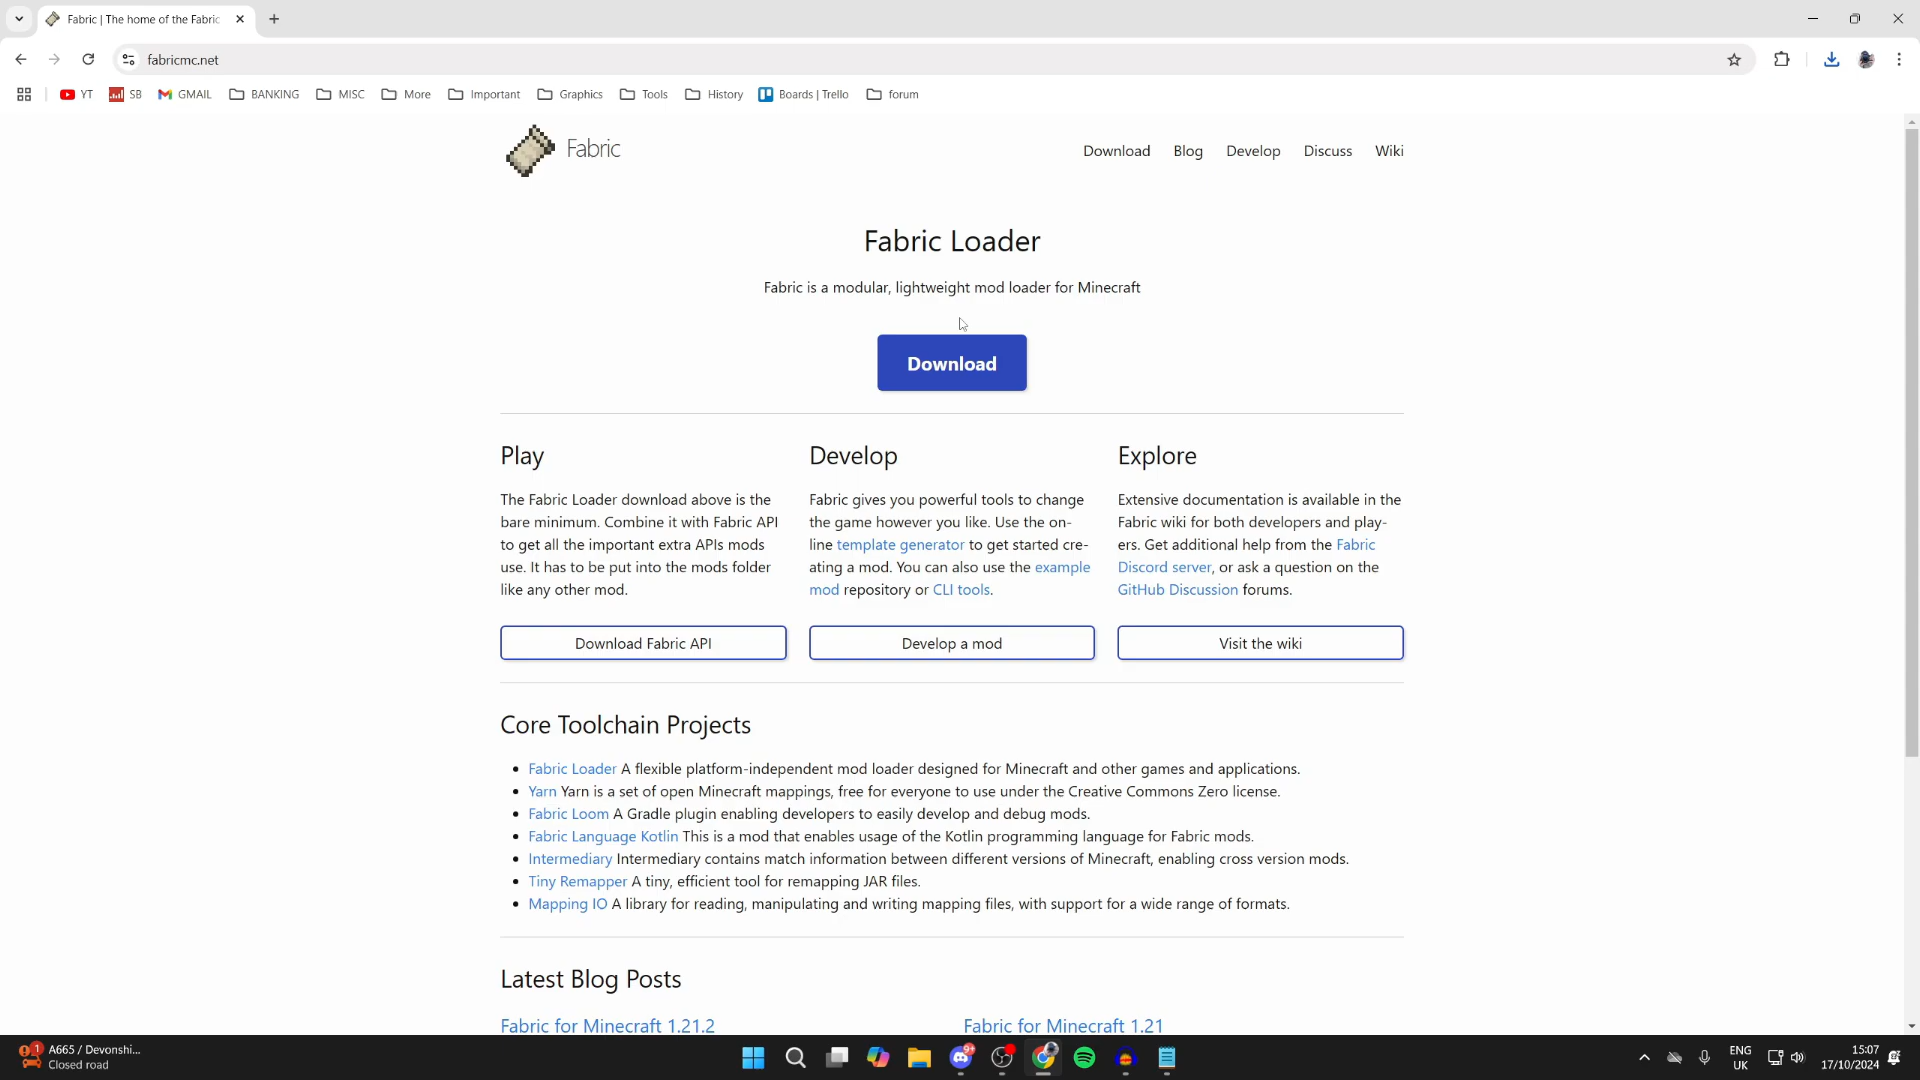 Fabric | The home of the Fabric
fabricmc.net
YT
SB
GMAIL
BANKING
MISC
More
Important
Graphics
Tools
History
Boards | Trello
forum
Fabric
Download
Blog
Develop
Discuss
Wiki
Fabric Loader
Fabric is a modular, lightweight mod loader for Minecraft
Download
Play
The Fabric Loader download above is the
bare minimum. Combine it with Fabric API
to get all the important extra APIs mods
use. It has to be put into the mods folder
like any other mod.
Download Fabric API
Develop
Fabric gives you powerful tools to change
the game however you like. Use the on-
line template generator to get started cre-
ating a mod. You can also use the example
mod repository or CLI tools.
Develop a mod
Explore
Extensive documentation is available in the
Fabric wiki for both developers and play-
ers. Get additional help from the Fabric
Discord server, or ask a question on the
GitHub Discussion forums.
Visit the wiki
Core Toolchain Projects
Fabric Loader A flexible platform-independent mod loader designed for Minecraft and other games and applications.
Yarn Yarn is a set of open Minecraft mappings, free for everyone to use under the Creative Commons Zero license.
Fabric Loom A Gradle plugin enabling developers to easily develop and debug mods.
Fabric Language Kotlin This is a mod that enables usage of the Kotlin programming language for Fabric mods.
Intermediary Intermediary contains match information between different versions of Minecraft, enabling cross version mods.
Tiny Remapper A tiny, efficient tool for remapping JAR files.
Mapping IO A library for reading, manipulating and writing mapping files, with support for a wide range of formats.
Latest Blog Posts
Fabric for Minecraft 1.21.2
Fabric for Minecraft 1.21
1
A665 / Devonshi...
Closed road
9+
ENG
UK
15:07
17/10/2024